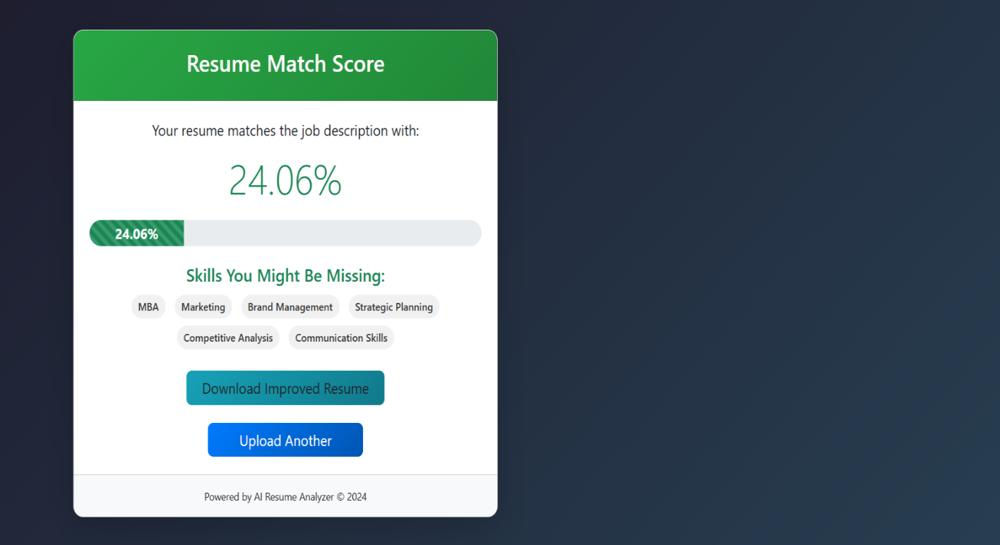 Resume Match Score
Your resume matches the job description with:
24.06%
24.06%
Skills You Might Be Missing:
MBA Marketing Brand Management Strategic Planning
Competitive Analysis Communication Skills
Download Improved Resume
Upload Another
Powered by AI Resume Analyzer © 2024